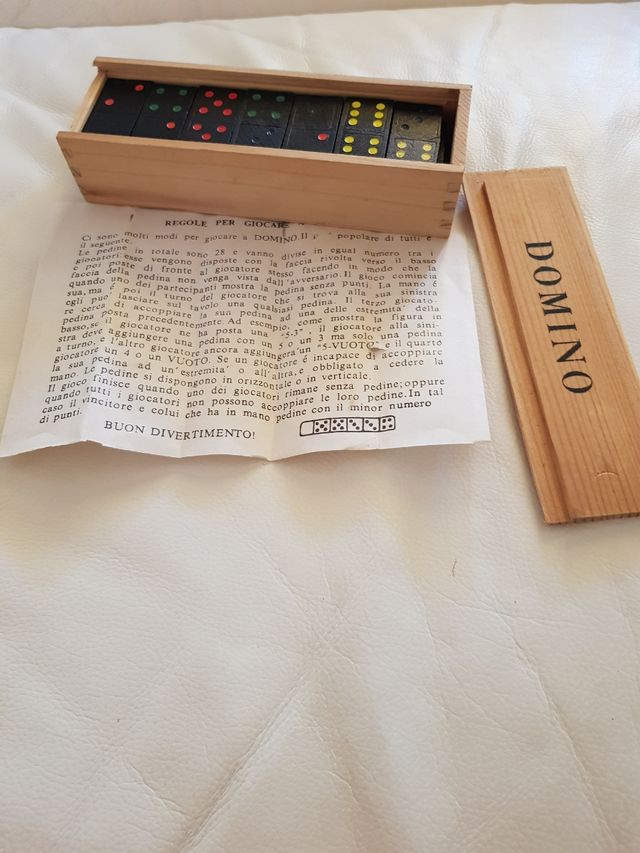 REGOLE PER GIOCARE
Ci sono molti modi per giocare a DOMINO. Il popolare di tutti é
il seguente.
Le pedine in totale sono 28 e vanno divise in egual numero tra i
giocatori: esse vengono disposte con la faccia rivolta verso il basso
e poi poste di fronte al giocatore stesso facendo in modo che la
faccia della pedina non venga vista dall'avversario. Il gioco comincia
quando uno dei partecipanti mostra la pedina senza punti. La mano é
sua, ma poi il turno del giocatore che si trova alla sua sinistra
egli puo' lasciare sul tavolo una qualsiasi pedina. Il terzo giocato-
re cerca di accoppiare la sua pedina ad una delle estremita' della
pedina posta precedentemente. Ad esempio, come mostra la figura in
basso, se il giocatore ne ha posta una "5-3", il giocatore alla sini-
stra deve aggiungere una pedina con un 5 o un 3 ma solo una pedina
a turno, e l'altro giocatore ancora aggiungera' un "5-VUOTO" e il quarto
giocatore un 4 o un VUOTO. Se un giocatore é incapace di accoppiare
la sua pedina ad un'estremita' o all'altra, e obbligato a cedere la
mano. Le pedine si dispongono in orizzontale o in verticale.
Il gioco finisce quando uno dei giocatori rimane senza pedine; oppure
quando tutti i giocatori non possono accoppiare le loro pedine. In tal
caso il vincitore e colui che ha in mano pedine con il minor numero
di punti.
BUON DIVERTIMENTO!
DOMINO